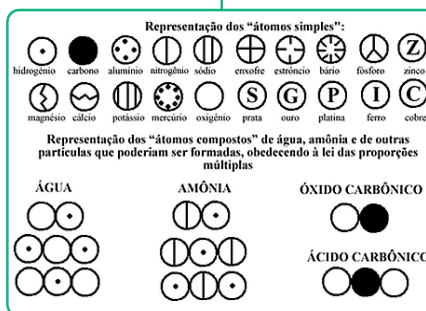 Representação dos “átomos simples”:
hidrogénio carbono alumínio nitrogênio sódio enxofre estrôncio bário fósforo zinco
Z
magnésio cálcio potássio mercúrio oxigênio prata ouro platina ferro cobre
S G P I C
Representação dos “átomos compostos” de água, amônia e de outras
partículas que poderiam ser formadas, obedecendo à lei das proporções
múltiplas
ÁGUA AMÔNIA ÓXIDO CARBÔNICO
ÁCIDO CARBÔNICO